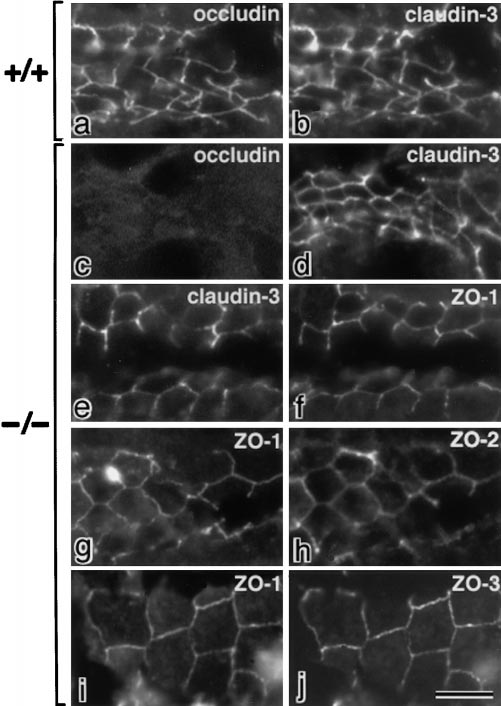 +/+
occludin
a
claudin-3
b
−/−
occludin
c
claudin-3
d
claudin-3
e
ZO-1
f
ZO-1
g
ZO-2
h
ZO-1
i
ZO-3
j